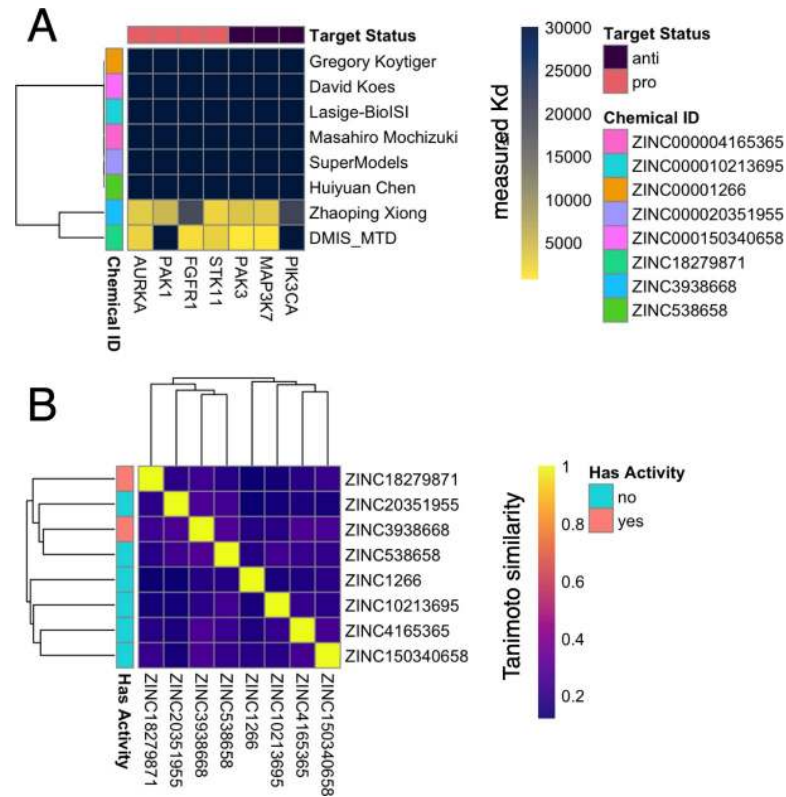 A
Target Status
Gregory Koytiger
David Koes
Lasige-BioISI
Masahiro Mochizuki
SuperModels
Huiyuan Chen
Zhaoping Xiong
DMIS_MTD
Chemical ID
AURKA
PAK1
FGFR1
STK11
PAK3
MAP3K7
PIK3CA
measured Kd
30000
25000
20000
15000
10000
5000
Target Status
anti
pro
Chemical ID
ZINC000004165365
ZINC000010213695
ZINC00001266
ZINC000020351955
ZINC000150340658
ZINC18279871
ZINC3938668
ZINC538658
B
ZINC18279871
ZINC20351955
ZINC3938668
ZINC538658
ZINC1266
ZINC10213695
ZINC4165365
ZINC150340658
Has Activity
ZINC18279871
ZINC20351955
ZINC3938668
ZINC538658
ZINC1266
ZINC10213695
ZINC4165365
ZINC150340658
Tanimoto similarity
1
0.8
0.6
0.4
0.2
Has Activity
no
yes